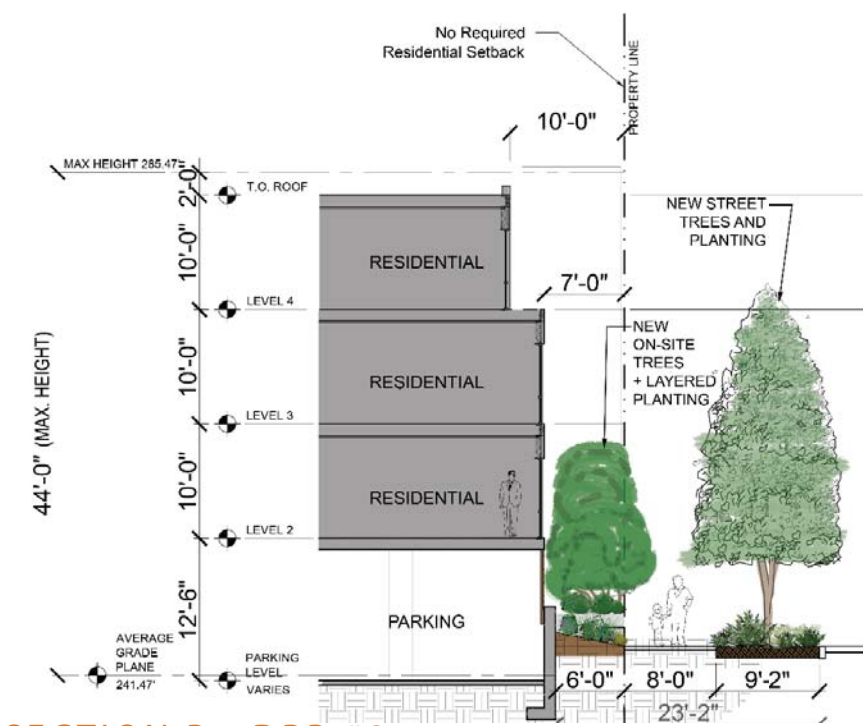 No Required
Residential Setback
PROPERTY LINE
10'-0"
MAX HEIGHT 285.47'
2'-0
T.O. ROOF
NEW STREET
TREES AND
PLANTING
10'-0"
RESIDENTIAL
7'-0"
LEVEL 4
NEW
ON-SITE
TREES
+ LAYERED
PLANTING
44'-0" (MAX. HEIGHT)
10'-0"
RESIDENTIAL
LEVEL 3
10'-0"
RESIDENTIAL
LEVEL 2
12'-6"
PARKING
AVERAGE
GRADE
PLANE
241.47'
PARKING
LEVEL
VARIES
6'-0"
8'-0"
9'-2"
23'-2"